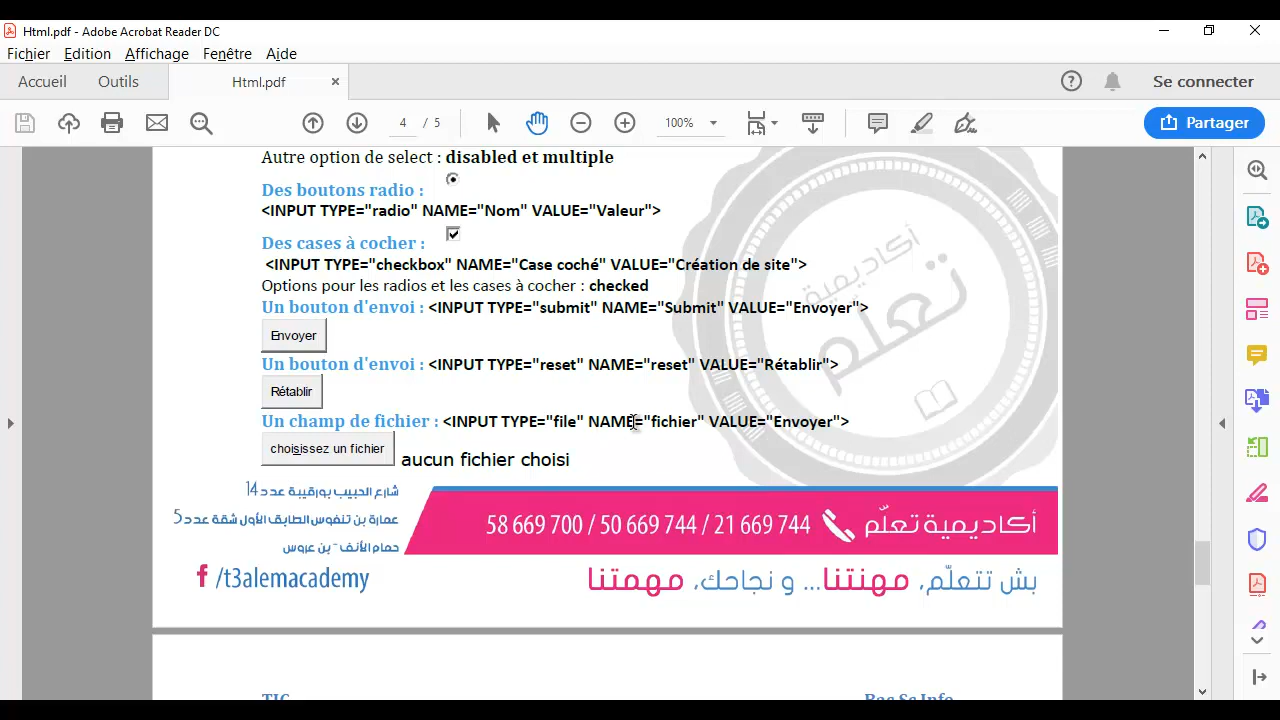 Html.pdf - Adobe Acrobat Reader DC
Fichier Edition Affichage Fenêtre Aide
Accueil Outils Html.pdf × Se connecter
4 / 5 100% Partager
Autre option de select : disabled et multiple
Des boutons radio :
<INPUT TYPE="radio" NAME="Nom" VALUE="Valeur">
Des cases à cocher :
<INPUT TYPE="checkbox" NAME="Case coché" VALUE="Création de site">
Options pour les radios et les cases à cocher : checked
Un bouton d'envoi : <INPUT TYPE="submit" NAME="Submit" VALUE="Envoyer">
Envoyer
Un bouton d'envoi : <INPUT TYPE="reset" NAME="reset" VALUE="Rétablir">
Rétablir
Un champ de fichier : <INPUT TYPE="file" NAME="fichier" VALUE="Envoyer">
choisissez un fichier aucun fichier choisi
أكاديمية
تعلّم
شارع الحبيب بورقيبة عدد 14
عمارة بن تنفوس الطابق الأول شقة عدد 5
حمام الأنف - بن عروس
58 669 700 / 50 669 744 / 21 669 744 أكاديمية تعلّم
f /t3alemacademy
بش تتعلّم، مهنتنا... و نجاحك، مهمتنا
TIC Bac Sc Info